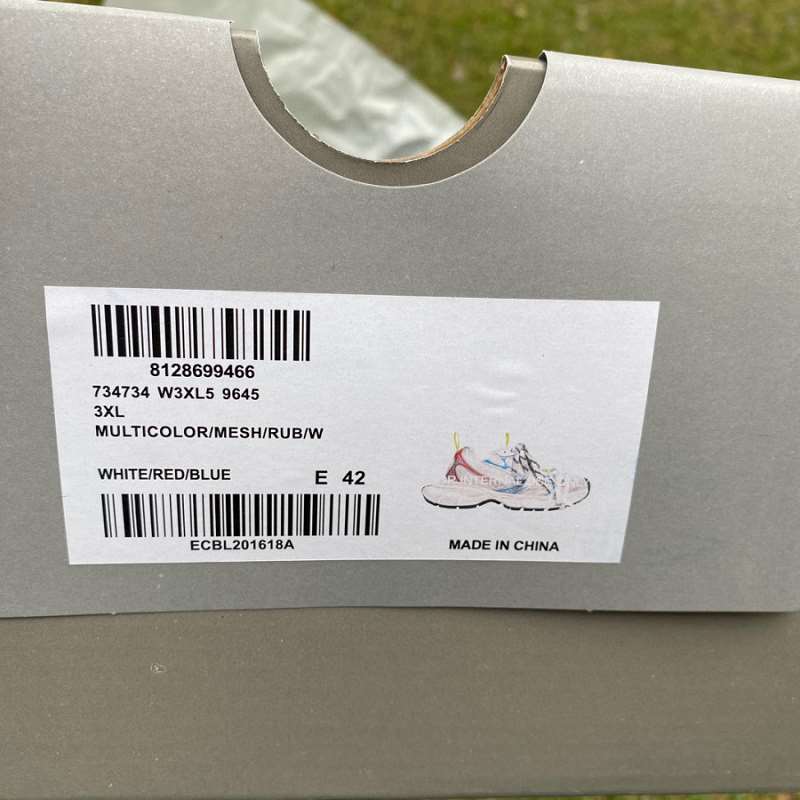 8128699466
734734 W3XL5 9645
3XL
MULTICOLOR/MESH/RUB/W
WHITE/RED/BLUE E 42
ECBL201618A
MADE IN CHINA